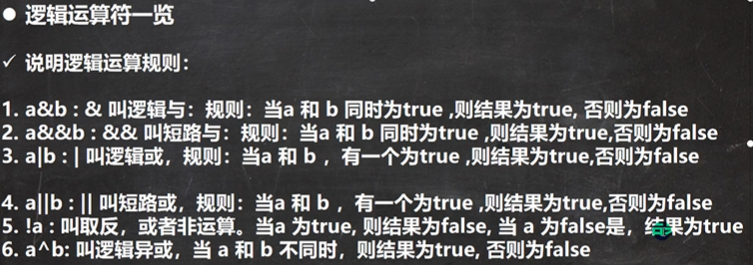 ● 逻辑运算符一览
✓ 说明逻辑运算规则：
1. a&b : & 叫逻辑与：规则：当a 和 b 同时为true ,则结果为true, 否则为false
2. a&&b : && 叫短路与：规则：当a 和 b 同时为true ,则结果为true,否则为false
3. a|b : | 叫逻辑或，规则：当a 和 b ，有一个为true ,则结果为true,否则为false
4. a||b : || 叫短路或，规则：当a 和 b ，有一个为true ,则结果为true,否则为false
5. !a : 叫取反，或者非运算。当a 为true, 则结果为false, 当 a 为false是，结果为true
6. a^b: 叫逻辑异或，当 a 和 b 不同时，则结果为true, 否则为false